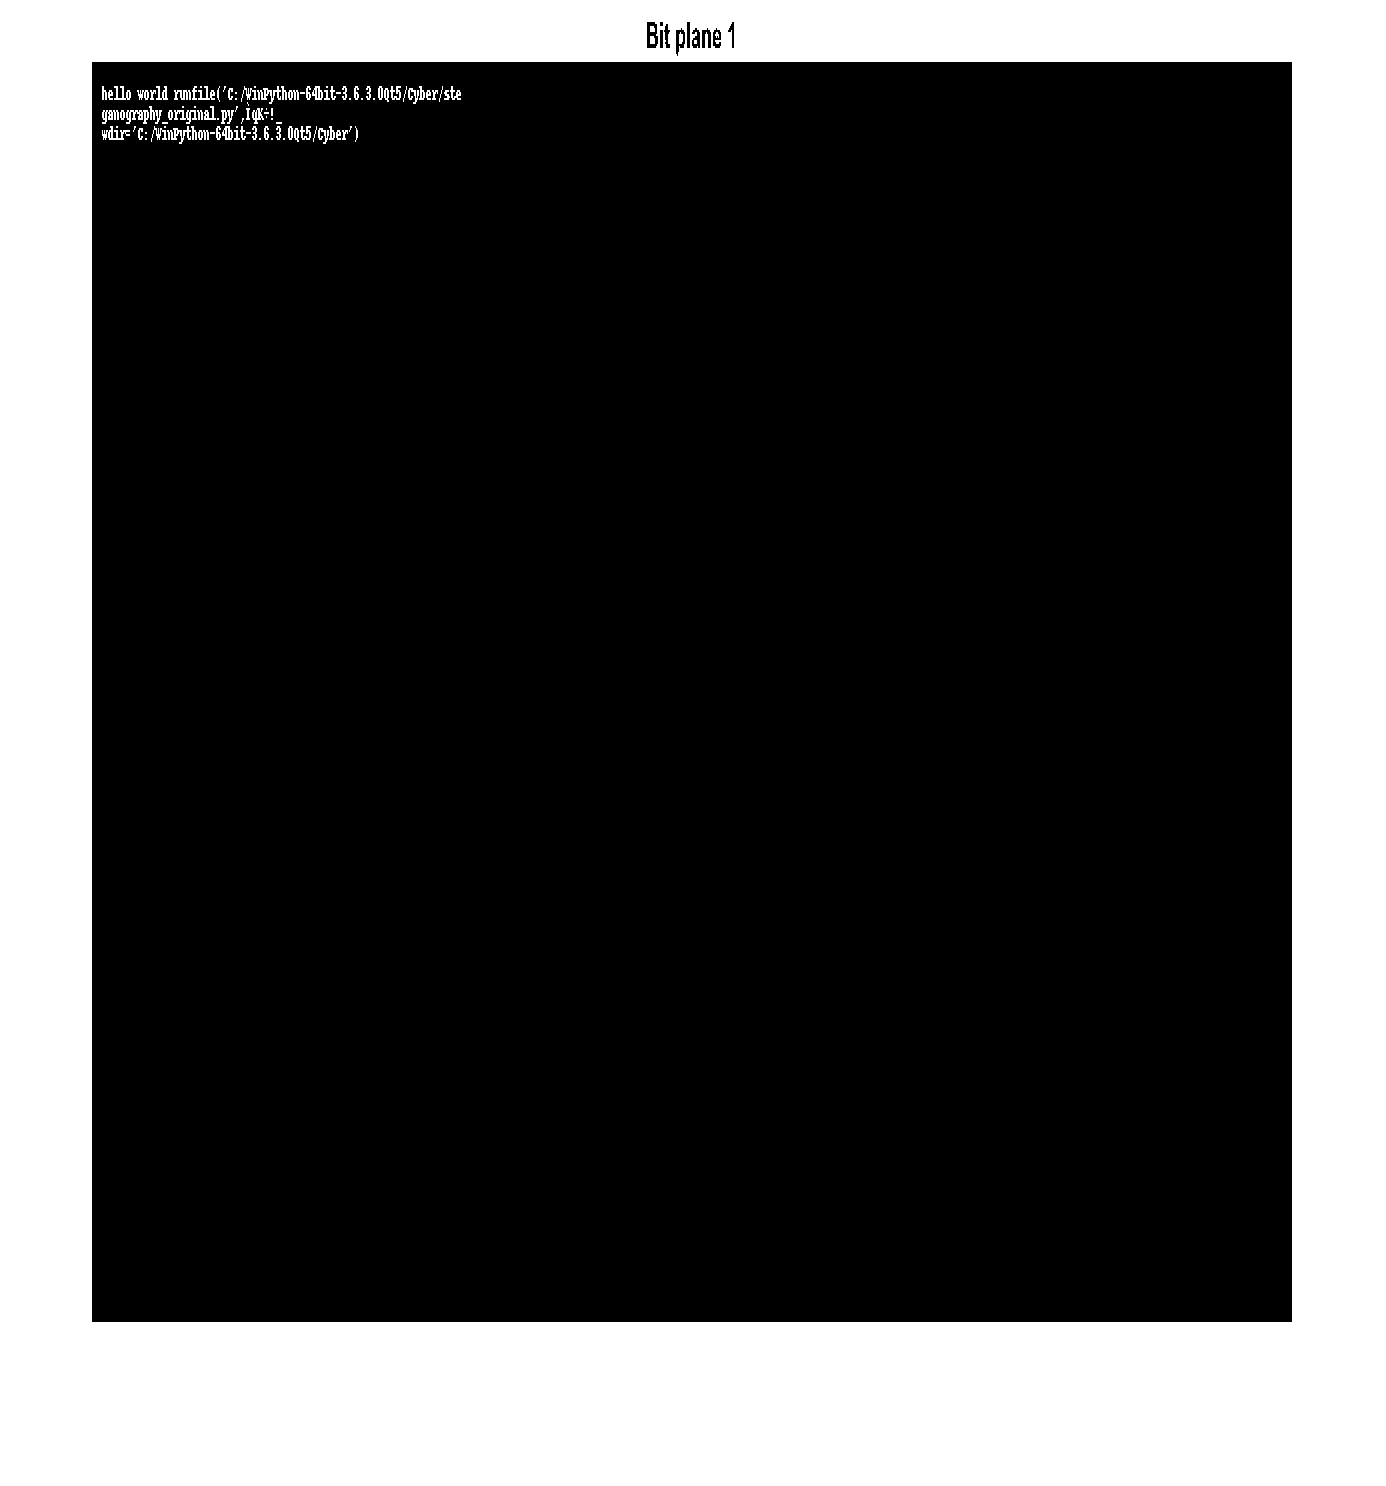 Bit plane 1
hello world runfile('C:/WinPython-64bit-3.6.3.0Qt5/Cyber/ste
ganography_original.py',ÌqK÷!_
wdir='C:/WinPython-64bit-3.6.3.0Qt5/Cyber')